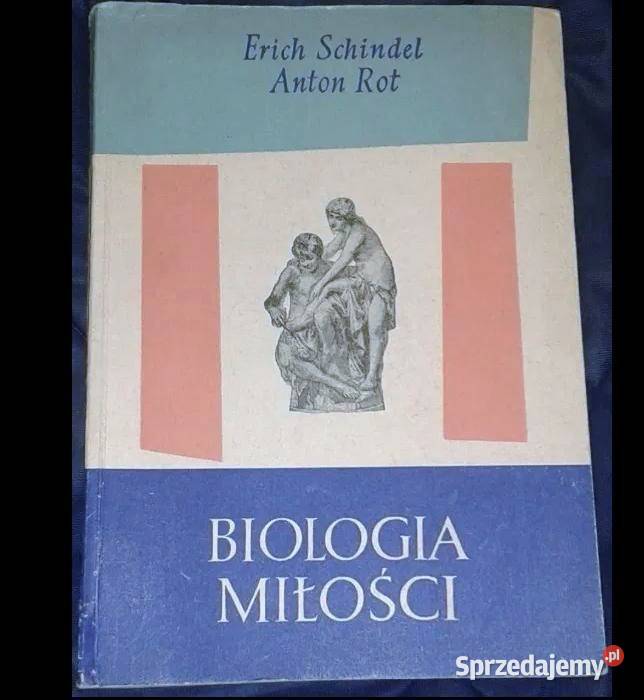 Erich Schindel
Anton Rot
BIOLOGIA
MIŁOŚCI
Sprzedajemy.pl